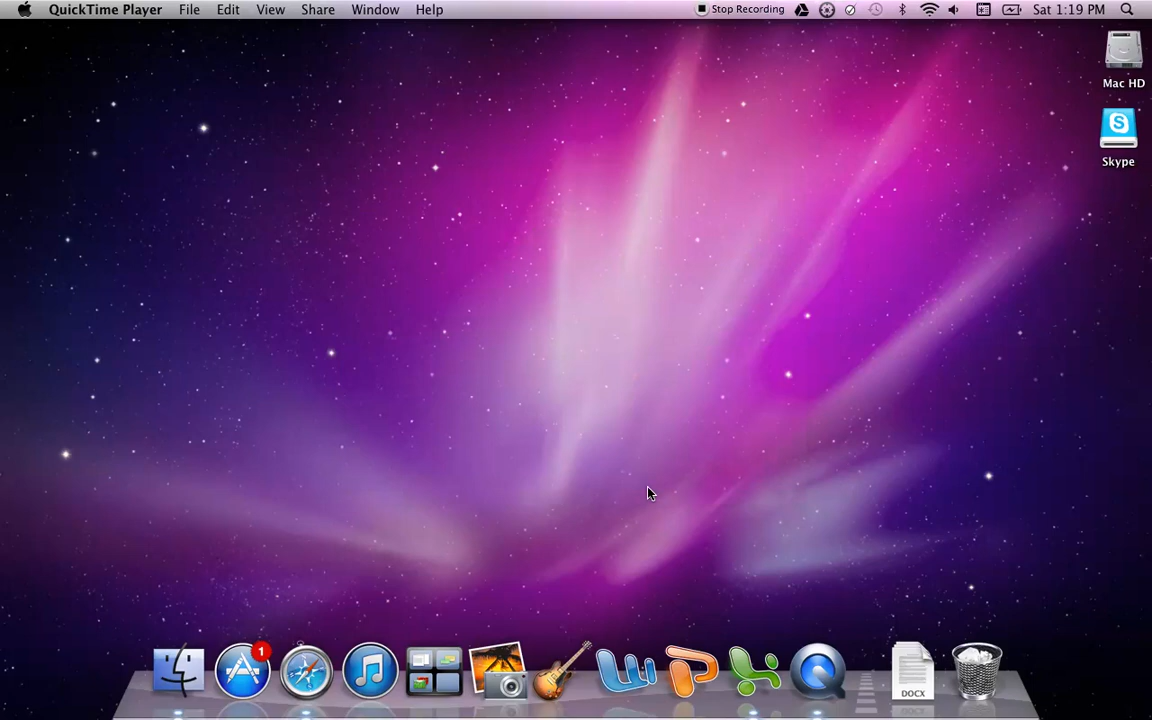 QuickTime Player File Edit View Share Window Help Stop Recording Sat 1:19 PM
Mac HD
Skype
1
DOCX